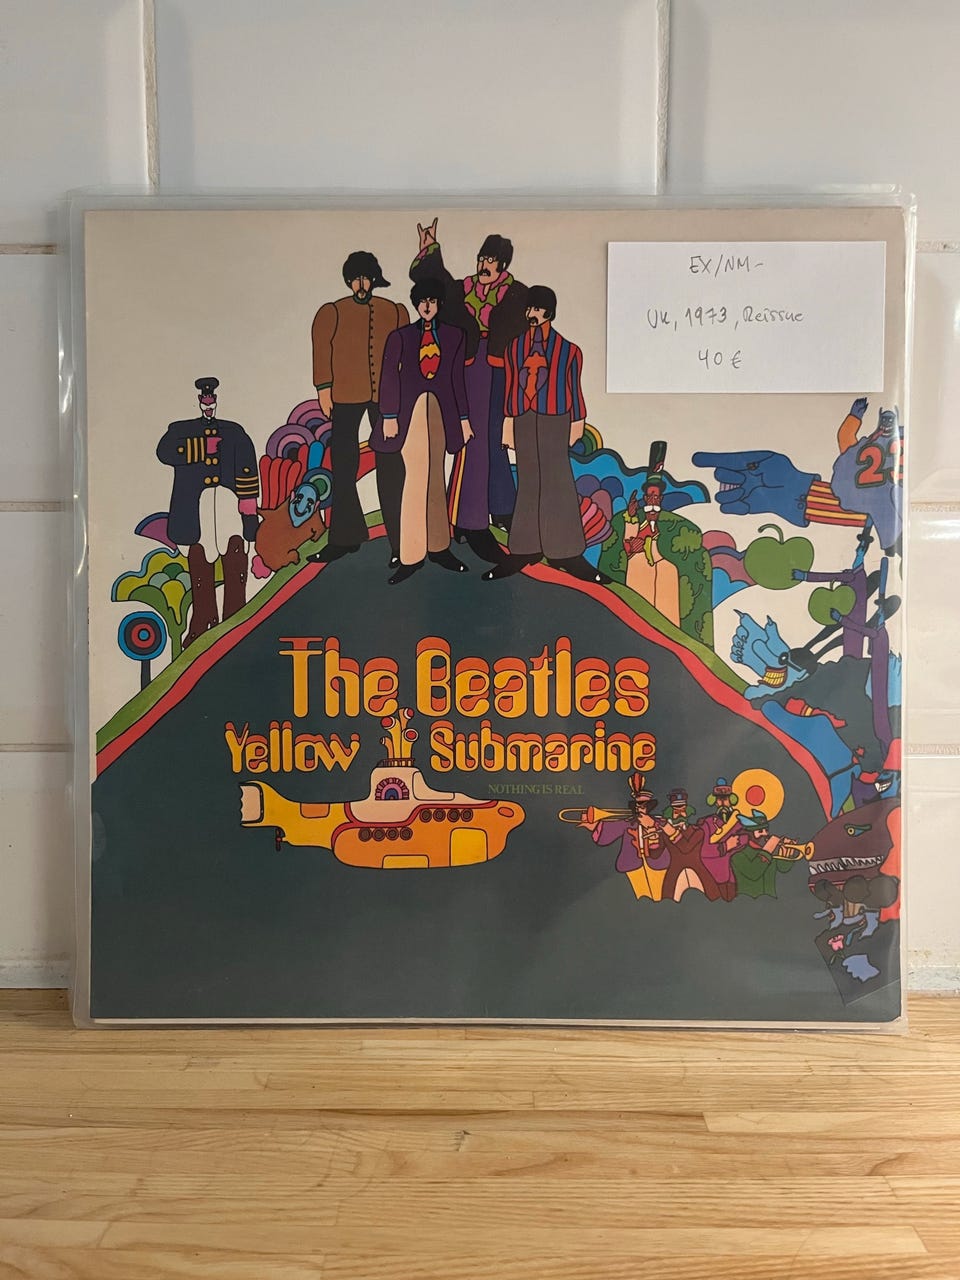 EX/NM-
UK, 1973, Reissue
40 €
The Beatles
Yellow Submarine
NOTHING IS REAL